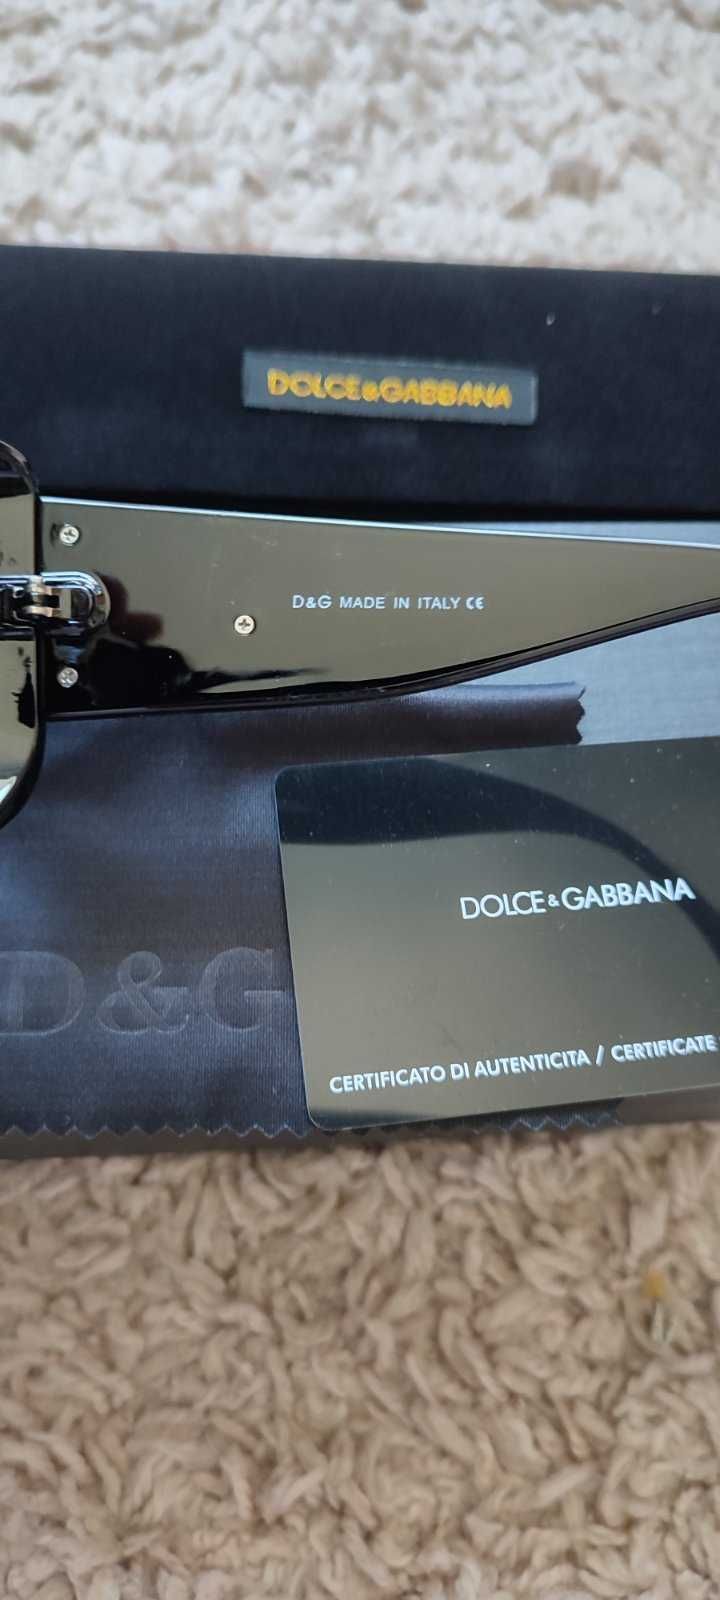 DOLCE&GABBANA
D&G MADE IN ITALY CE
DOLCE&GABBANA
D&G
CERTIFICATO DI AUTENTICITA / CERTIFICATE